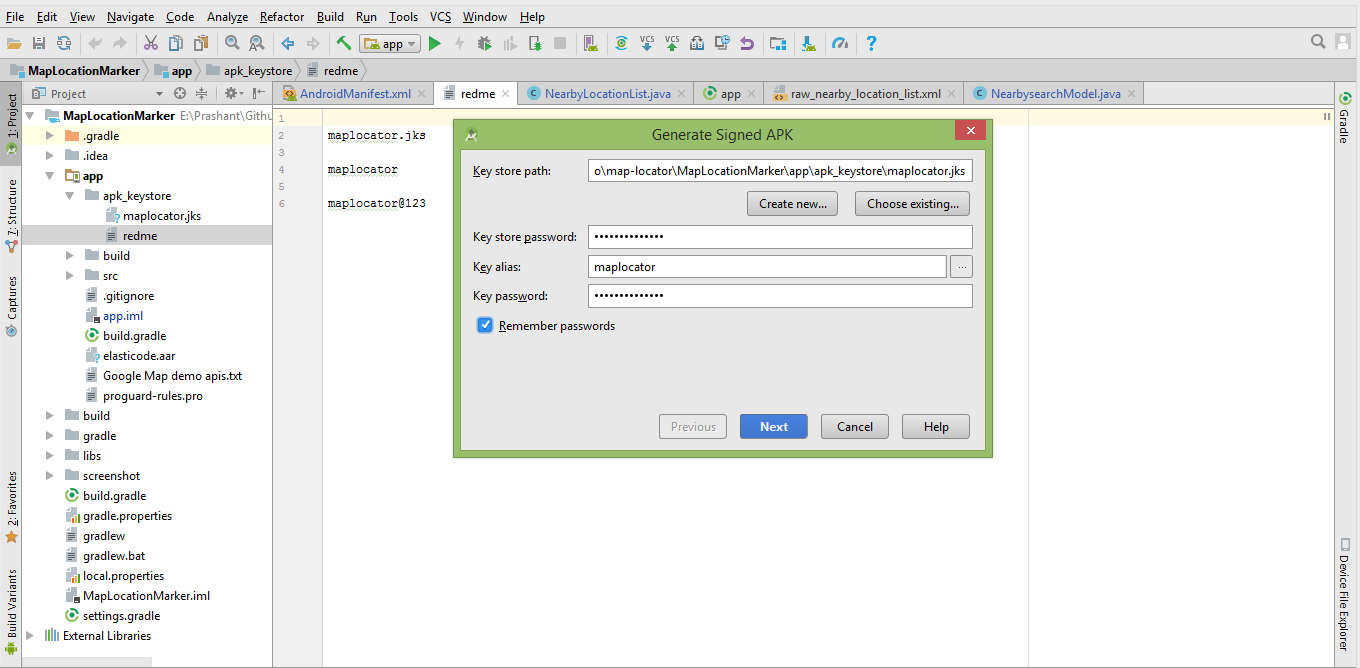 File Edit View Navigate Code Analyze Refactor Build Run Tools VCS Window Help
app
VCS VCS
MapLocationMarker app apk_keystore redme
Project
AndroidManifest.xml redme NearbyLocationList.java app raw_nearby_location_list.xml NearbysearchModel.java
1: Project
7: Structure
Captures
2: Favorites
Build Variants
MapLocationMarker E:\Prashant\Githu
.gradle
.idea
app
apk_keystore
maplocator.jks
redme
build
src
.gitignore
app.iml
build.gradle
elasticode.aar
Google Map demo apis.txt
proguard-rules.pro
build
gradle
libs
screenshot
build.gradle
gradle.properties
gradlew
gradlew.bat
local.properties
MapLocationMarker.iml
settings.gradle
External Libraries
1
2 maplocator.jks
3
4 maplocator
5
6 maplocator@123
Generate Signed APK
Key store path: o\map-locator\MapLocationMarker\app\apk_keystore\maplocator.jks
Create new... Choose existing...
Key store password: ••••••••••••••
Key alias: maplocator ...
Key password: ••••••••••••••
Remember passwords
Previous Next Cancel Help
Gradle
Device File Explorer